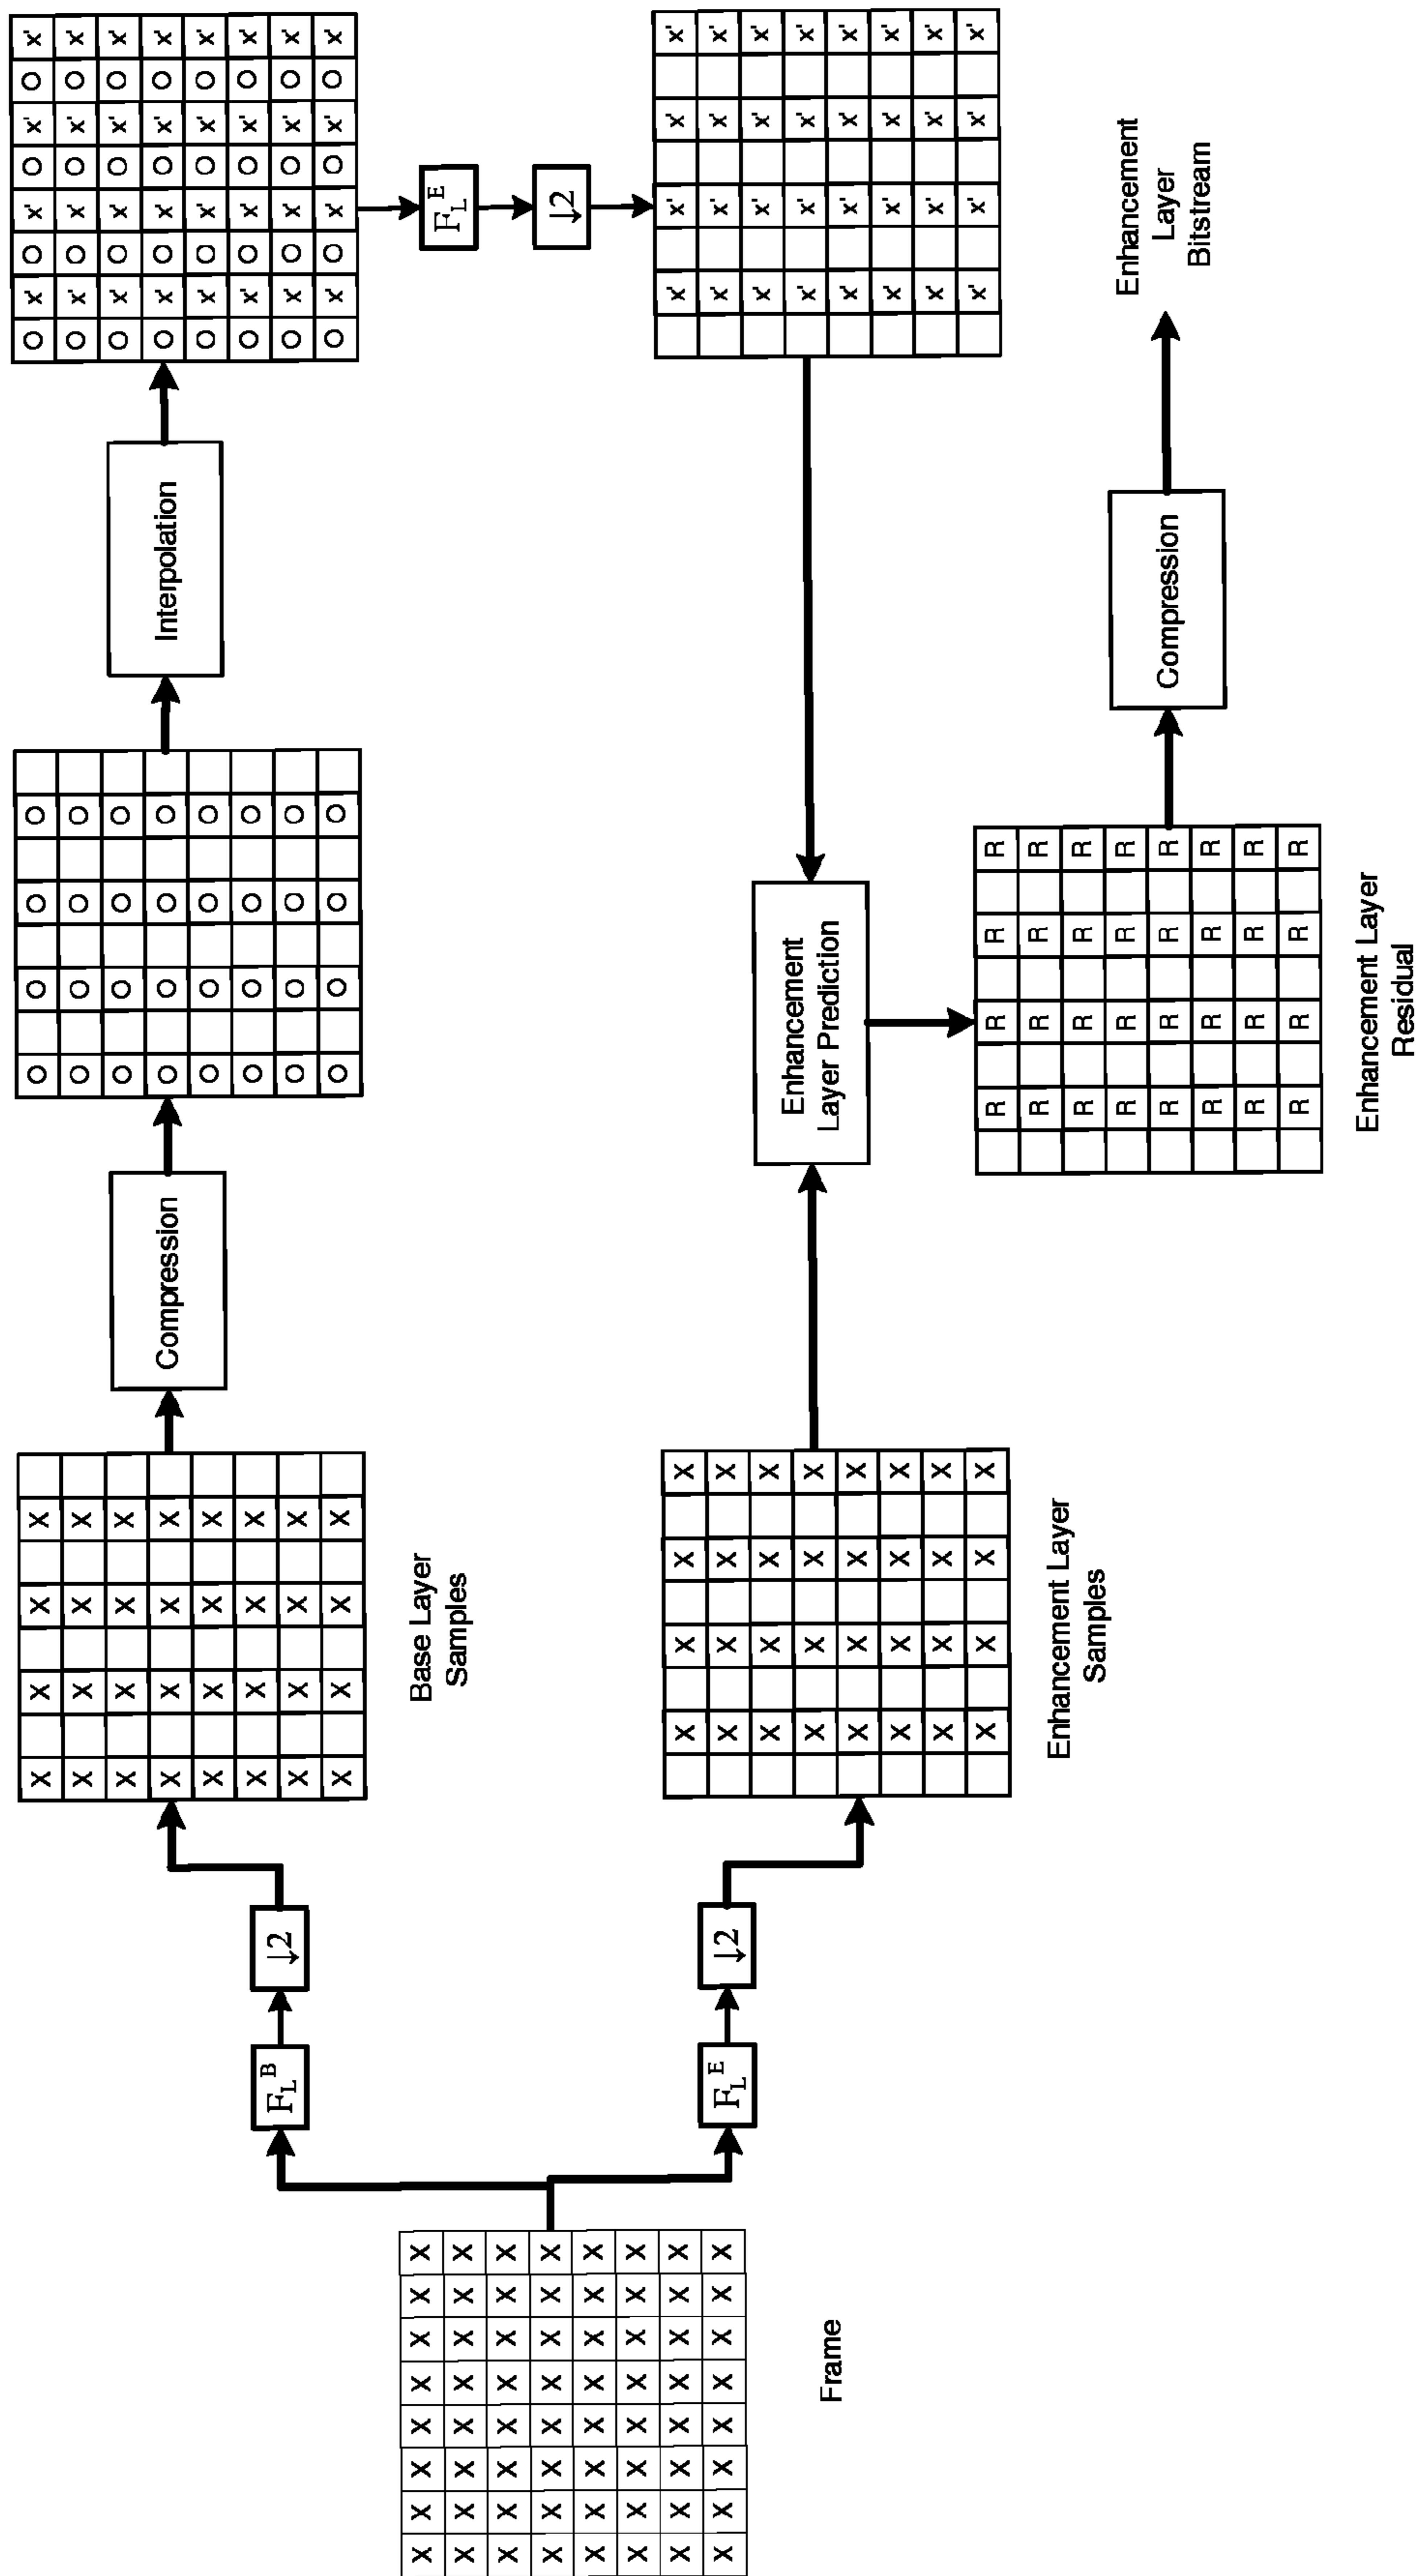 X X X X X X X X
X X X X X X X X
X X X X X X X X
X X X X X X X X
X X X X X X X X
X X X X X X X X
X X X X X X X X
X X X X X X X X
Frame
F_L^B
↓2
X X X X
X X X X
X X X X
X X X X
X X X X
X X X X
X X X X
X X X X
Base Layer
Samples
Compression
O O O O
O O O O
O O O O
O O O O
O O O O
O O O O
O O O O
O O O O
Interpolation
O x' O x' O x' O x'
O x' O x' O x' O x'
O x' O x' O x' O x'
O x' O x' O x' O x'
O x' O x' O x' O x'
O x' O x' O x' O x'
O x' O x' O x' O x'
O x' O x' O x' O x'
F_L^E
↓2
x' x' x' x'
x' x' x' x'
x' x' x' x'
x' x' x' x'
x' x' x' x'
x' x' x' x'
x' x' x' x'
x' x' x' x'
F_L^E
↓2
X X X X
X X X X
X X X X
X X X X
X X X X
X X X X
X X X X
X X X X
Enhancement Layer
Samples
Enhancement
Layer Prediction
R R R R
R R R R
R R R R
R R R R
R R R R
R R R R
R R R R
R R R R
Enhancement Layer
Residual
Compression
Enhancement
Layer
Bitstream